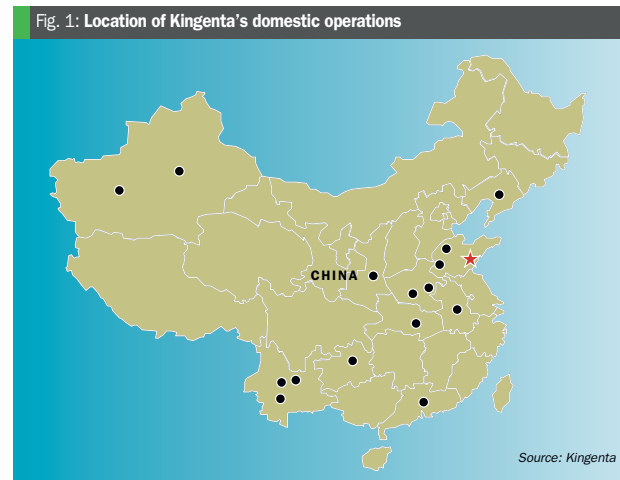 Fig. 1: Location of Kingenta's domestic operations
CHINA
Source: Kingenta